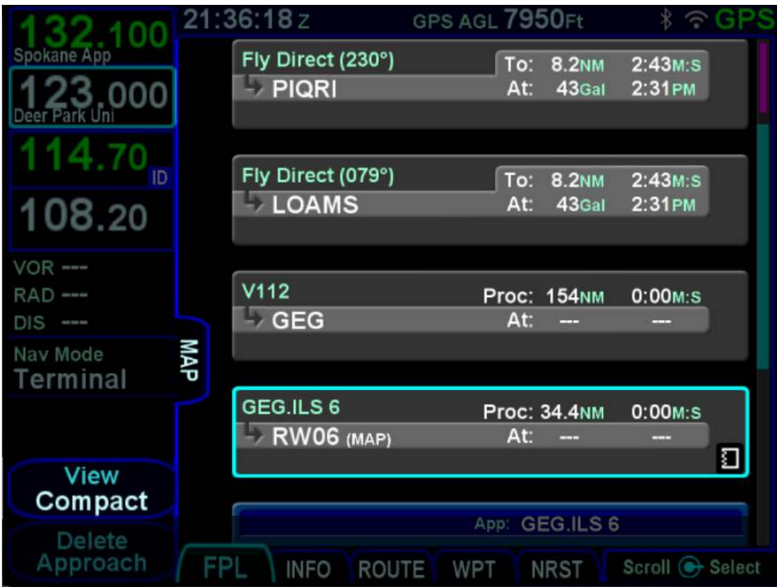 132.100
Spokane App
123.000
Deer Park Uni
114.70
ID
108.20
VOR ---
RAD ---
DIS ---
Nav Mode
Terminal
View
Compact
Delete
Approach
21:36:18 Z GPS AGL 7950Ft GPS
MAP
Fly Direct (230°) To: 8.2NM 2:43M:S
PIQRI At: 43Gal 2:31PM
Fly Direct (079°) To: 8.2NM 2:43M:S
LOAMS At: 43Gal 2:31PM
V112 Proc: 154NM 0:00M:S
GEG At: --- ---
GEG.ILS 6 Proc: 34.4NM 0:00M:S
RW06 (MAP) At: --- ---
App: GEG.ILS 6
FPL INFO ROUTE WPT NRST Scroll Select